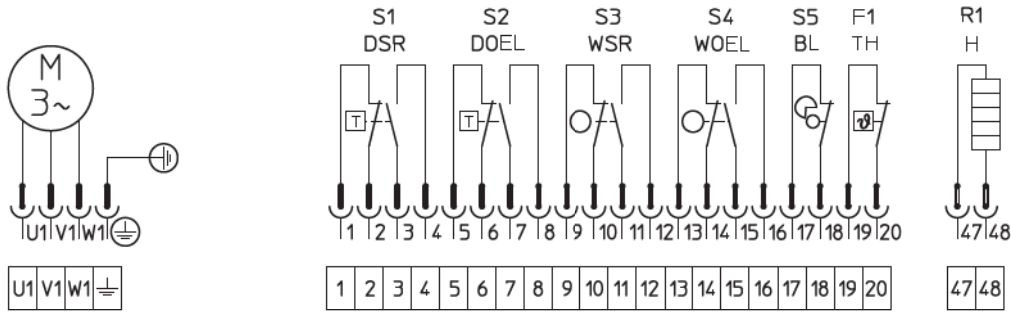 S1 S2 S3 S4 S5 F1 R1
DSR DOEL WSR WOEL BL TH H
M
3~
T T ϑ
U1 V1 W1 1 2 3 4 5 6 7 8 9 10 11 12 13 14 15 16 17 18 19 20 47 48
U1 V1 W1 1 2 3 4 5 6 7 8 9 10 11 12 13 14 15 16 17 18 19 20 47 48